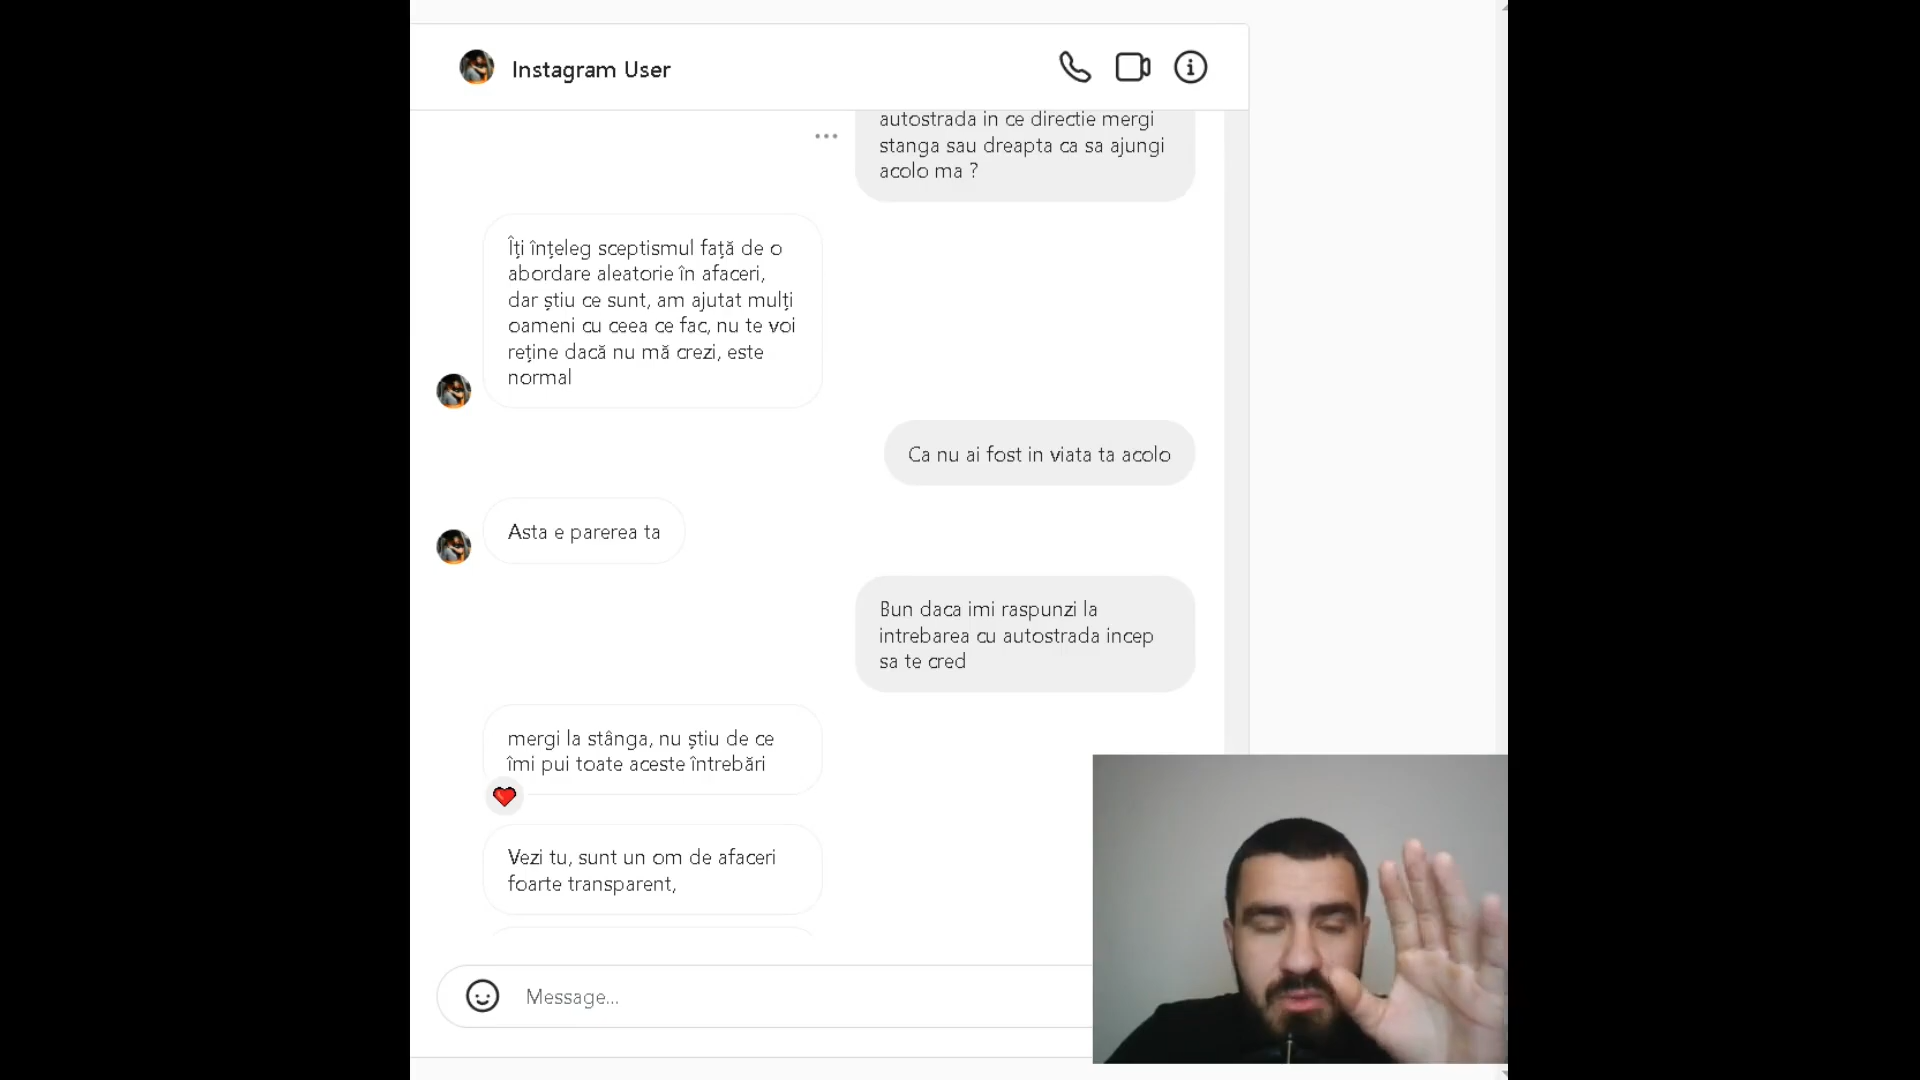 Instagram User
autostrada in ce directie mergi
stanga sau dreapta ca sa ajungi
acolo ma ?
Îți înțeleg sceptismul față de o
abordare aleatorie în afaceri,
dar știu ce sunt, am ajutat mulți
oameni cu ceea ce fac, nu te voi
reține dacă nu mă crezi, este
normal
Ca nu ai fost in viata ta acolo
Asta e parerea ta
Bun daca imi raspunzi la
intrebarea cu autostrada incep
sa te cred
mergi la stânga, nu știu de ce
îmi pui toate aceste întrebări
Vezi tu, sunt un om de afaceri
foarte transparent,
Message...